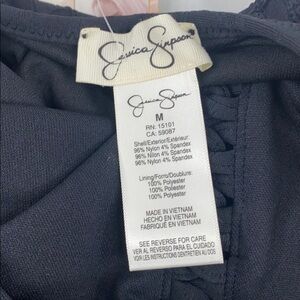 Jessica Simpson
Jessica Simpson
M
RN: 15101
CA: 59087
Shell/Exterior/Extérieur:
96% Nylon 4% Spandex
96% Nylon 4% Spandex
96% Nylon 4% Spandex
Lining/Forro/Doublure:
100% Polyester
100% Polyester
100% Polyester
MADE IN VIETNAM
HECHO EN VIETNAM
FABRIQUÉ EN VIETNAM
SEE REVERSE FOR CARE
VER AL REVERSO PARA EL CUIDADO
VOIR LES INSTRUCTIONS D'ENTRETIEN AU DOS